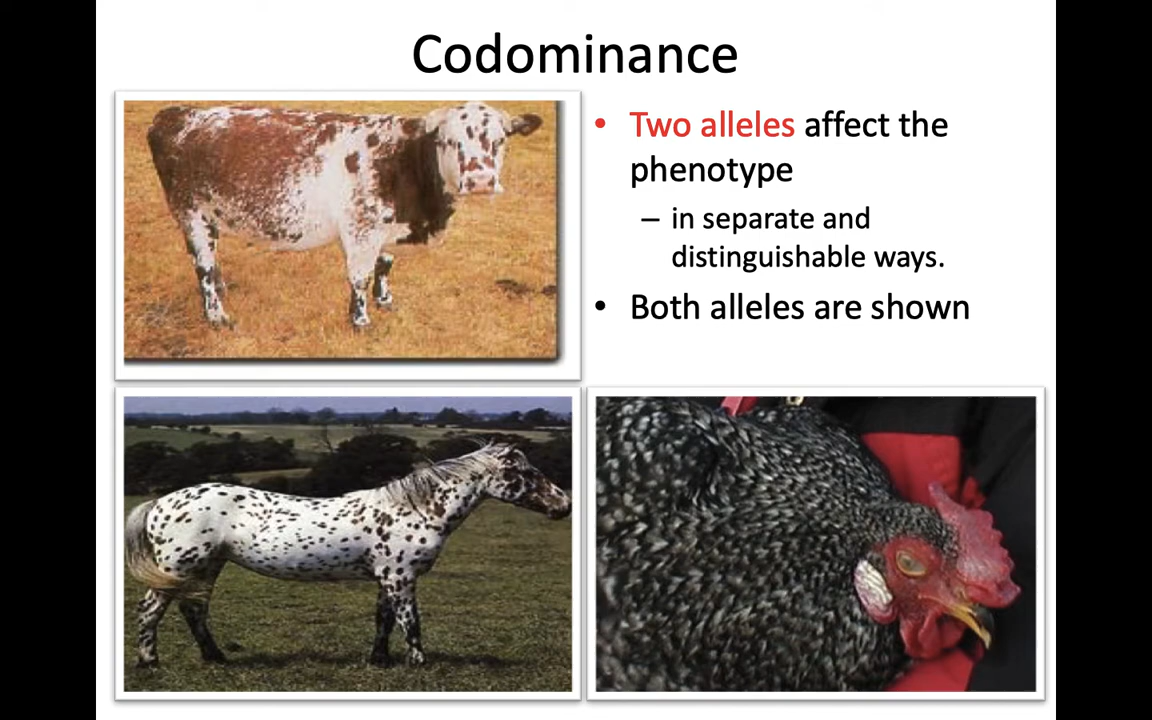 Codominance
• Two alleles affect the
phenotype
– in separate and
distinguishable ways.
• Both alleles are shown